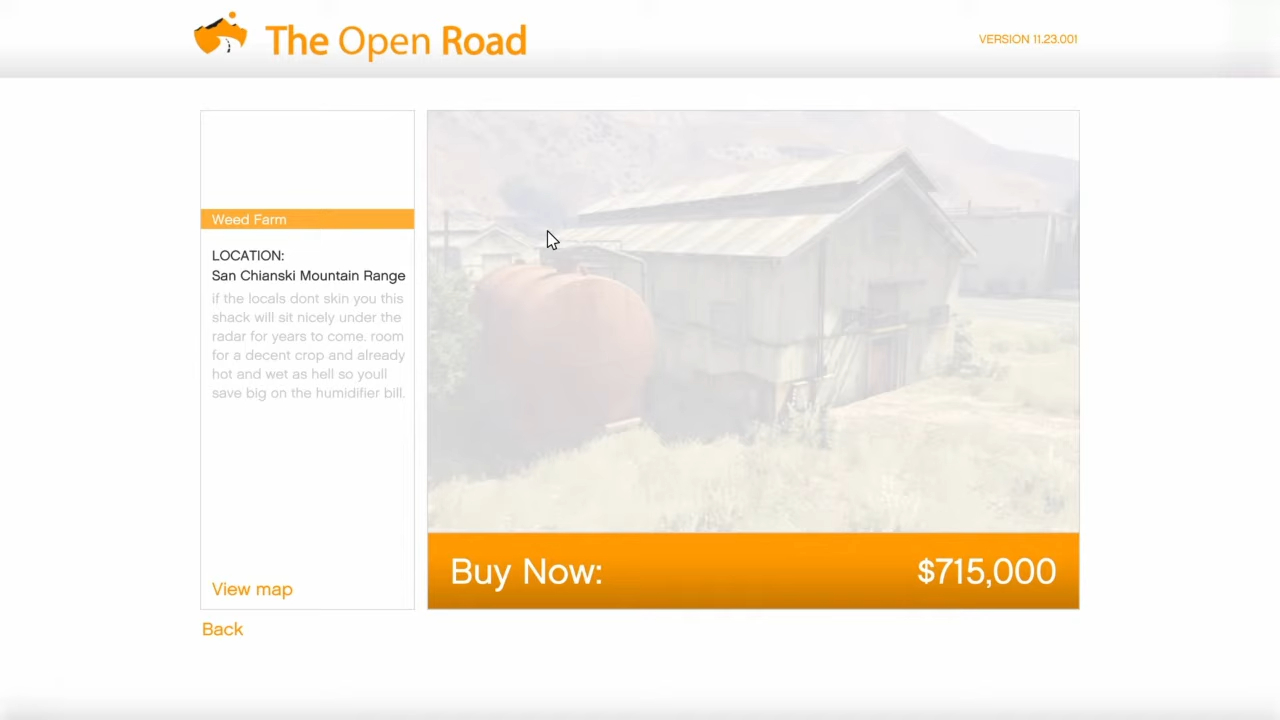 The Open Road
VERSION 11.23.001
Weed Farm
LOCATION:
San Chianski Mountain Range
if the locals dont skin you this
shack will sit nicely under the
radar for years to come. room
for a decent crop and already
hot and wet as hell so youll
save big on the humidifier bill.
View map
Buy Now:
$715,000
Back